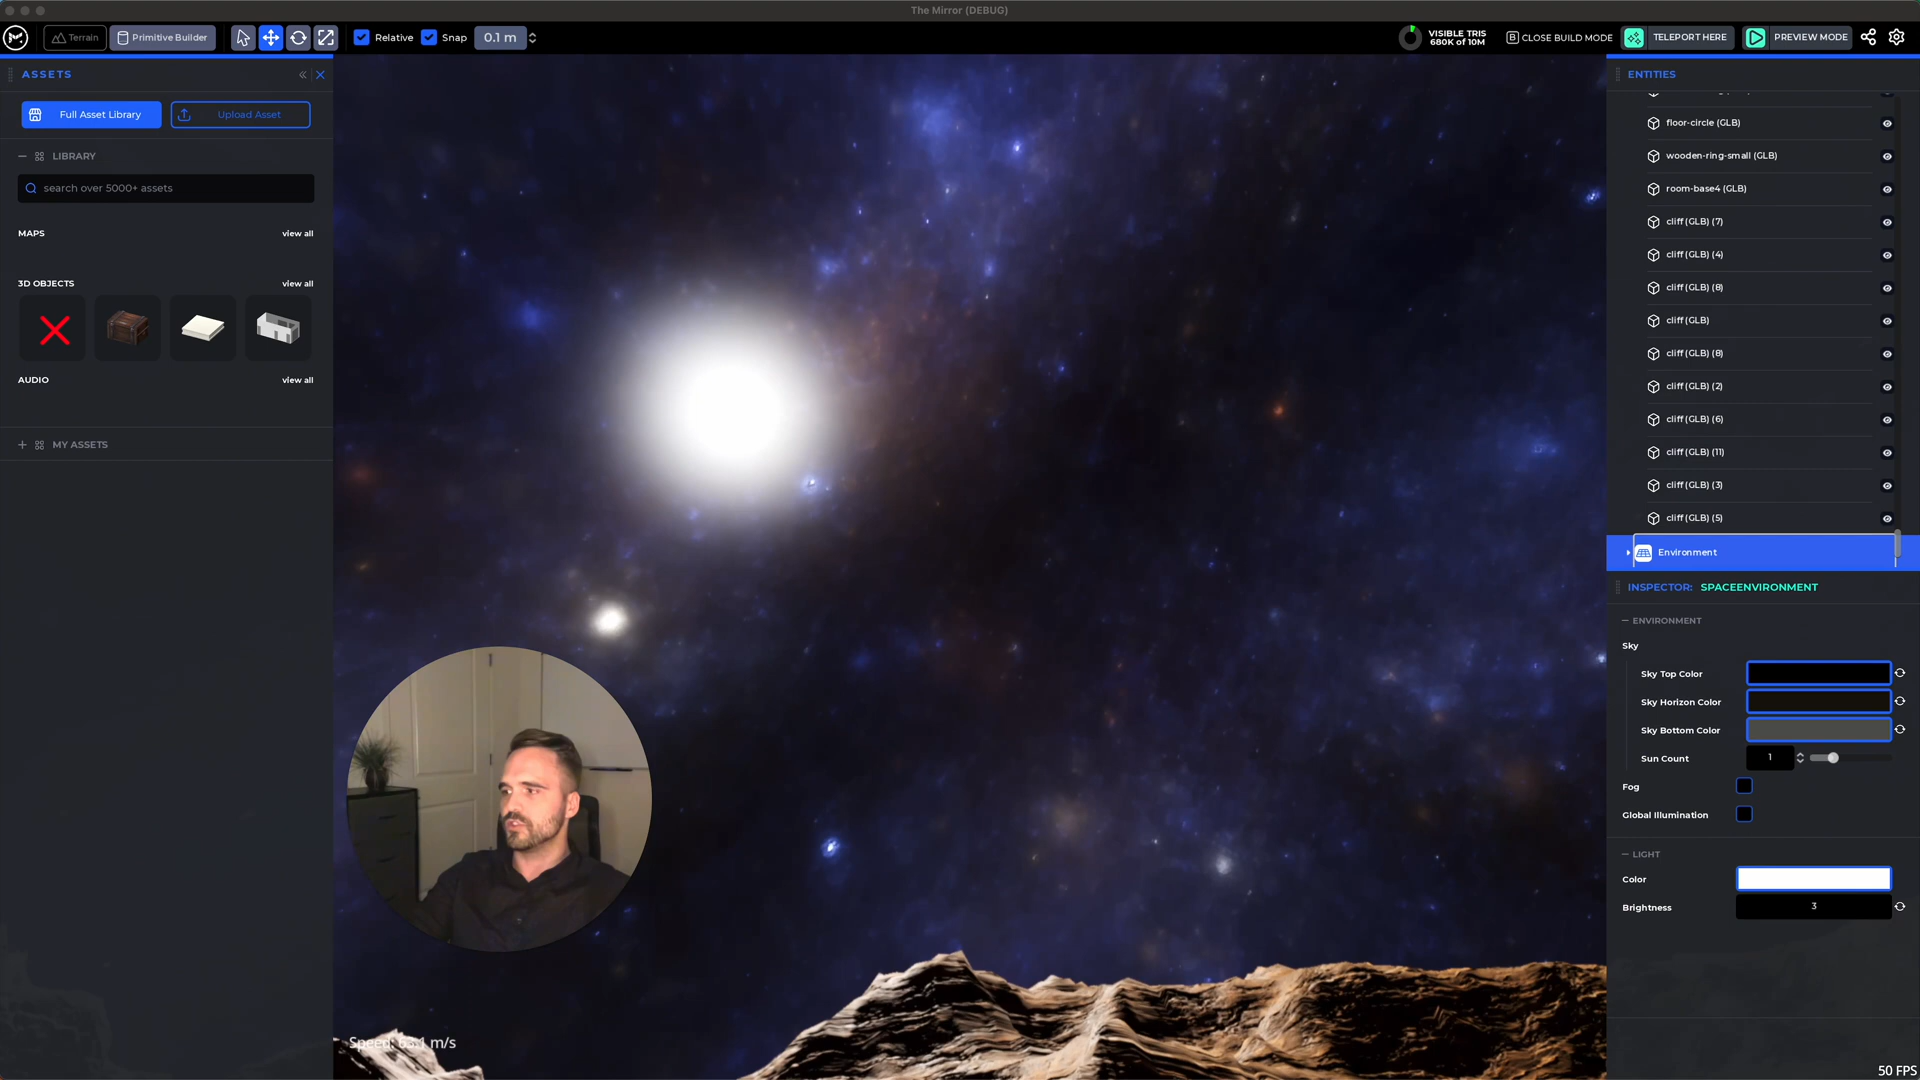 The Mirror (DEBUG)
Terrain
Primitive Builder
Relative
Snap
0.1 m
VISIBLE TRIS
680K of 10M
B CLOSE BUILD MODE
TELEPORT HERE
PREVIEW MODE
ASSETS
Full Asset Library
Upload Asset
LIBRARY
search over 5000+ assets
MAPS
view all
3D OBJECTS
view all
AUDIO
view all
MY ASSETS
Speed: 63.1 m/s
ENTITIES
floor-circle (GLB)
wooden-ring-small (GLB)
room-base4 (GLB)
cliff (GLB) (7)
cliff (GLB) (4)
cliff (GLB) (8)
cliff (GLB)
cliff (GLB) (8)
cliff (GLB) (2)
cliff (GLB) (6)
cliff (GLB) (11)
cliff (GLB) (3)
cliff (GLB) (5)
Environment
INSPECTOR: SPACEENVIRONMENT
ENVIRONMENT
Sky
Sky Top Color
Sky Horizon Color
Sky Bottom Color
Sun Count 1
Fog
Global Illumination
LIGHT
Color
Brightness 3
50 FPS